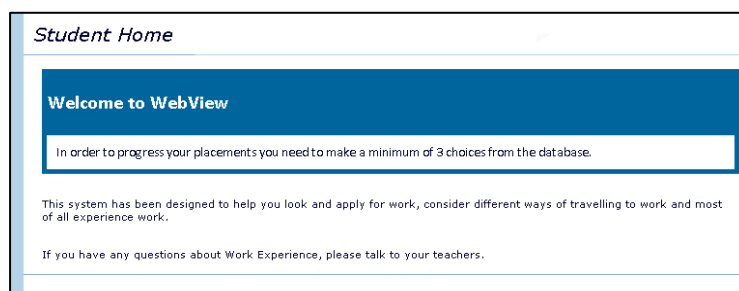 Student Home
Welcome to WebView
In order to progress your placements you need to make a minimum of 3 choices from the database.
This system has been designed to help you look and apply for work, consider different ways of travelling to work and most
of all experience work.
If you have any questions about Work Experience, please talk to your teachers.